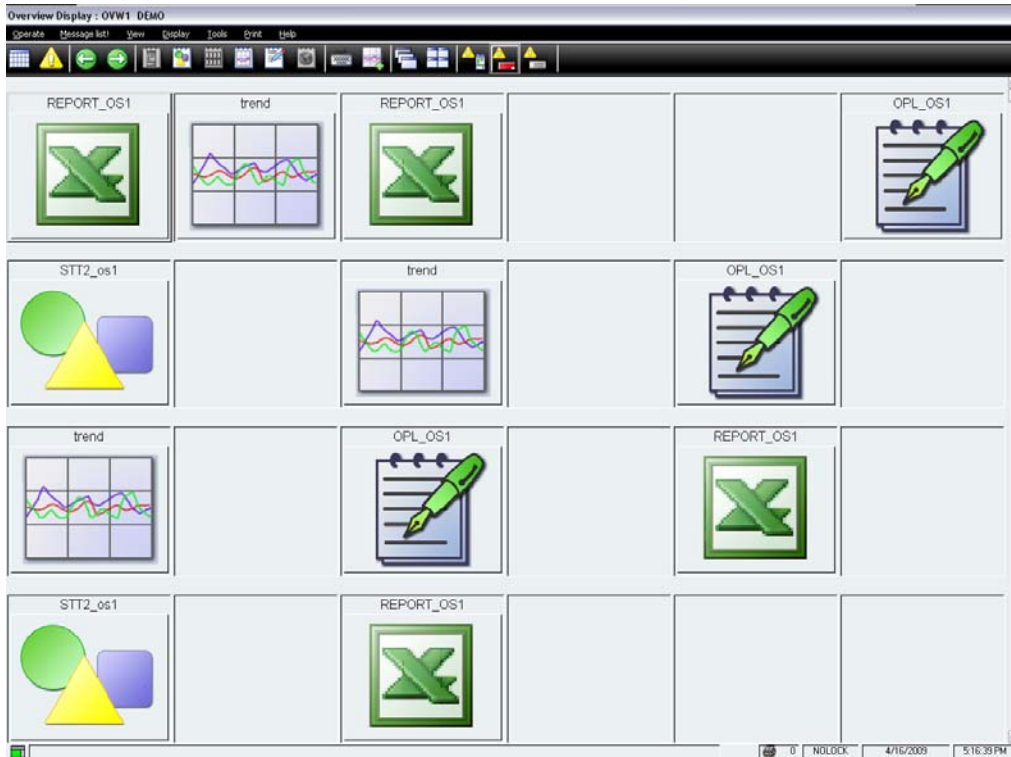 Overview Display : OVW1 DEMO
Operate Message list! View Display Tools Print Help
REPORT_OS1 trend REPORT_OS1 OPL_OS1
STT2_os1 trend OPL_OS1
trend OPL_OS1 REPORT_OS1
STT2_os1 REPORT_OS1
0 NOLOCK 4/16/2009 5:16:39 PM